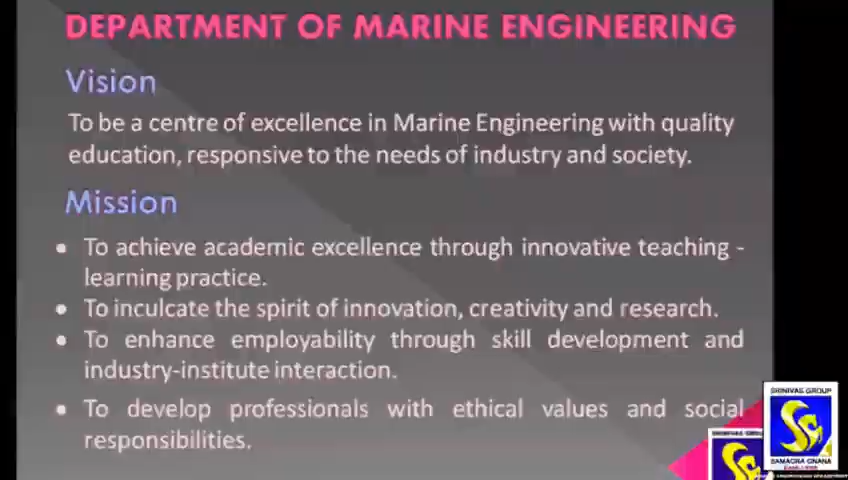 DEPARTMENT OF MARINE ENGINEERING
Vision
To be a centre of excellence in Marine Engineering with quality
education, responsive to the needs of industry and society.
Mission
• To achieve academic excellence through innovative teaching -
learning practice.
• To inculcate the spirit of innovation, creativity and research.
• To enhance employability through skill development and
industry-institute interaction.
• To develop professionals with ethical values and social
responsibilities.
SRINIVAS GROUP
SAMAGRA GNANA
SRINIVAS GROUP